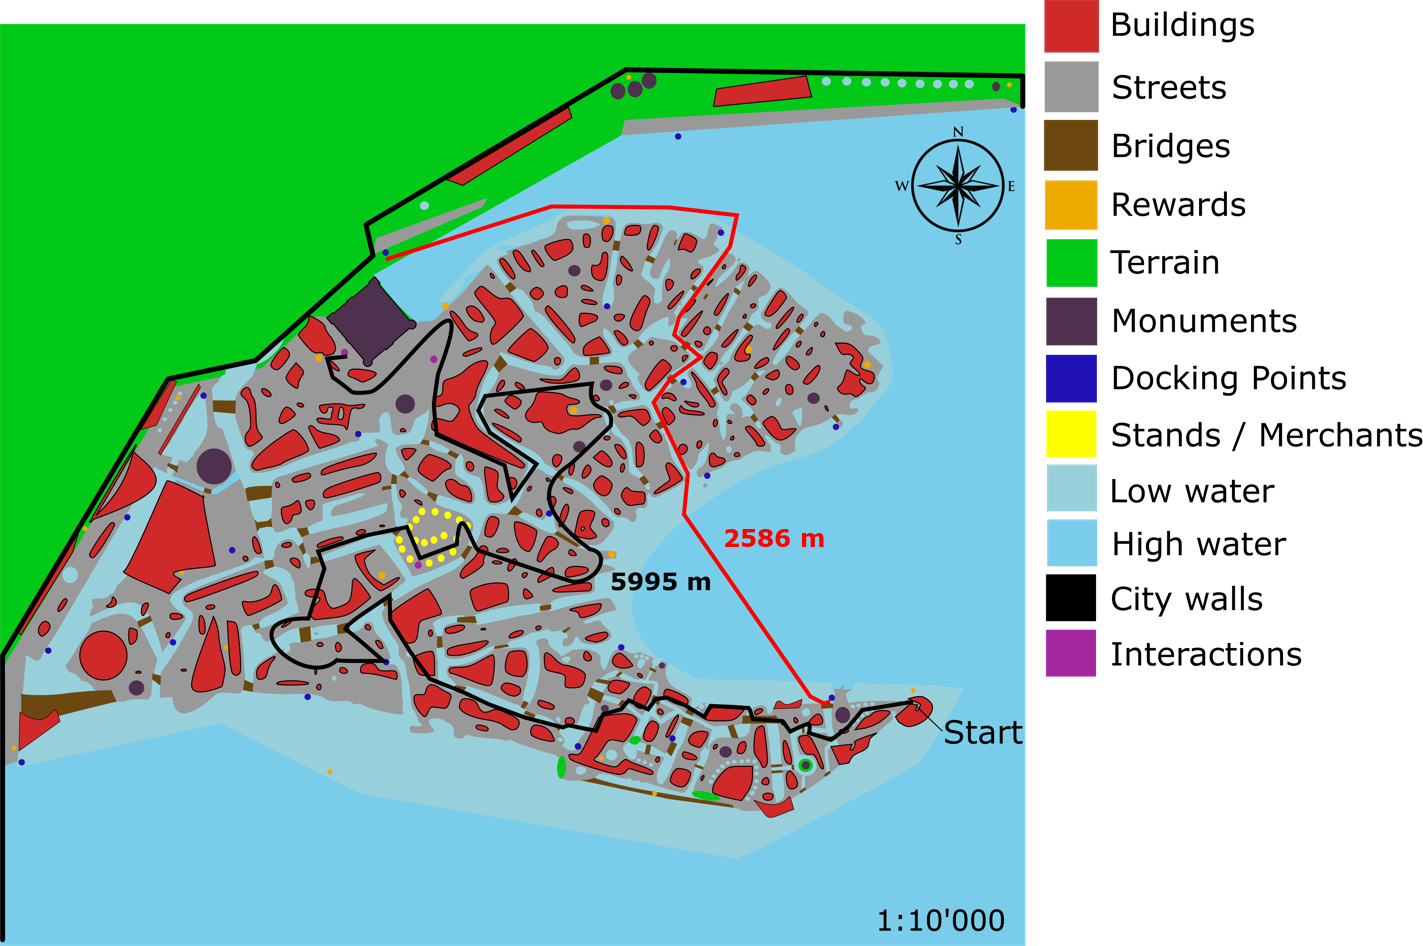 Buildings
Streets
Bridges
Rewards
Terrain
Monuments
Docking Points
Stands / Merchants
Low water
High water
City walls
Interactions
N
W
E
S
2586 m
5995 m
Start
1:10'000